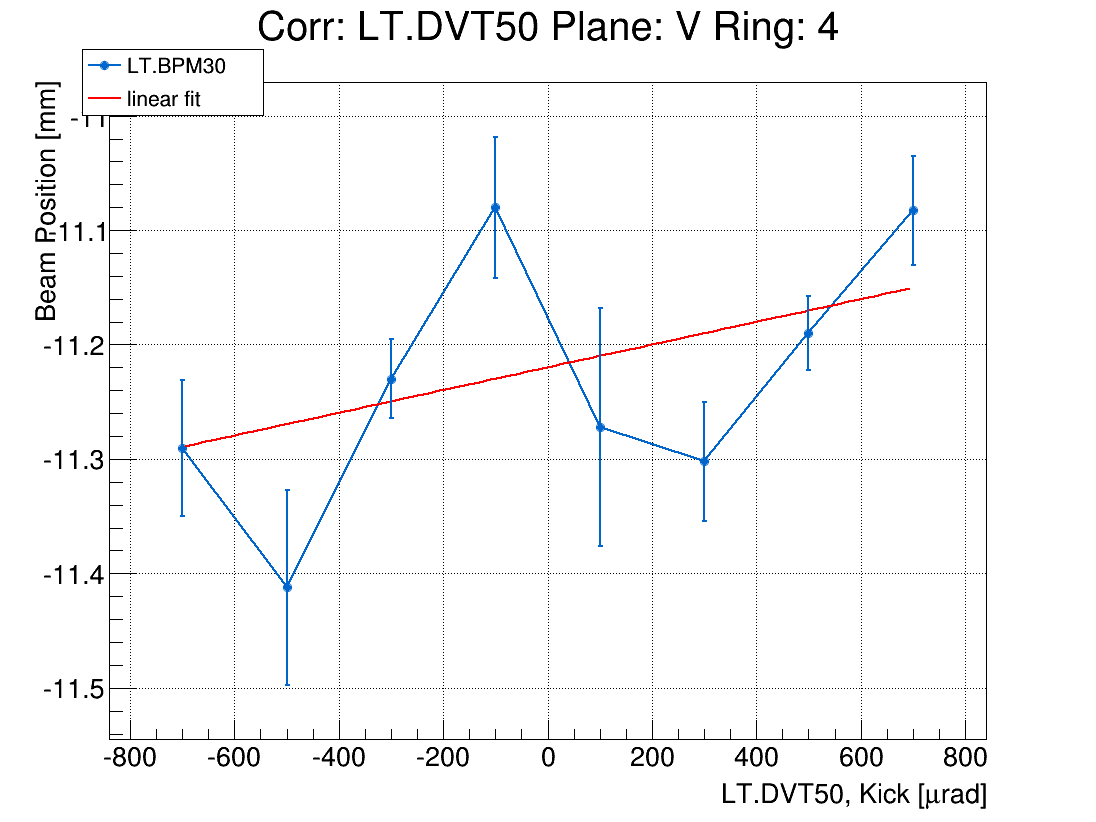 Corr: LT.DVT50 Plane: V Ring: 4
LT.BPM30
linear fit
Beam Position [mm]
-11
-11.1
-11.2
-11.3
-11.4
-11.5
-800 -600 -400 -200 0 200 400 600 800
LT.DVT50, Kick [μrad]